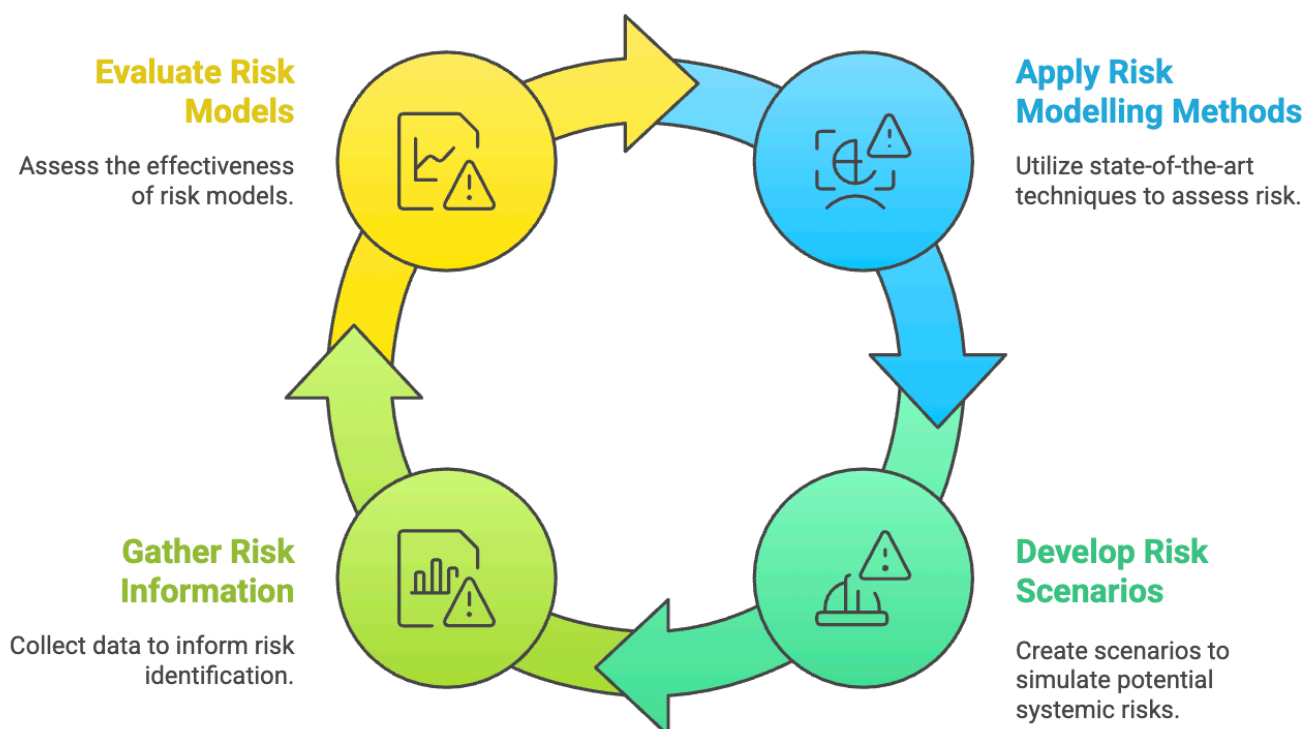 Evaluate Risk
Models
Assess the effectiveness
of risk models.
Apply Risk
Modelling Methods
Utilize state-of-the-art
techniques to assess risk.
Gather Risk
Information
Collect data to inform risk
identification.
Develop Risk
Scenarios
Create scenarios to
simulate potential
systemic risks.